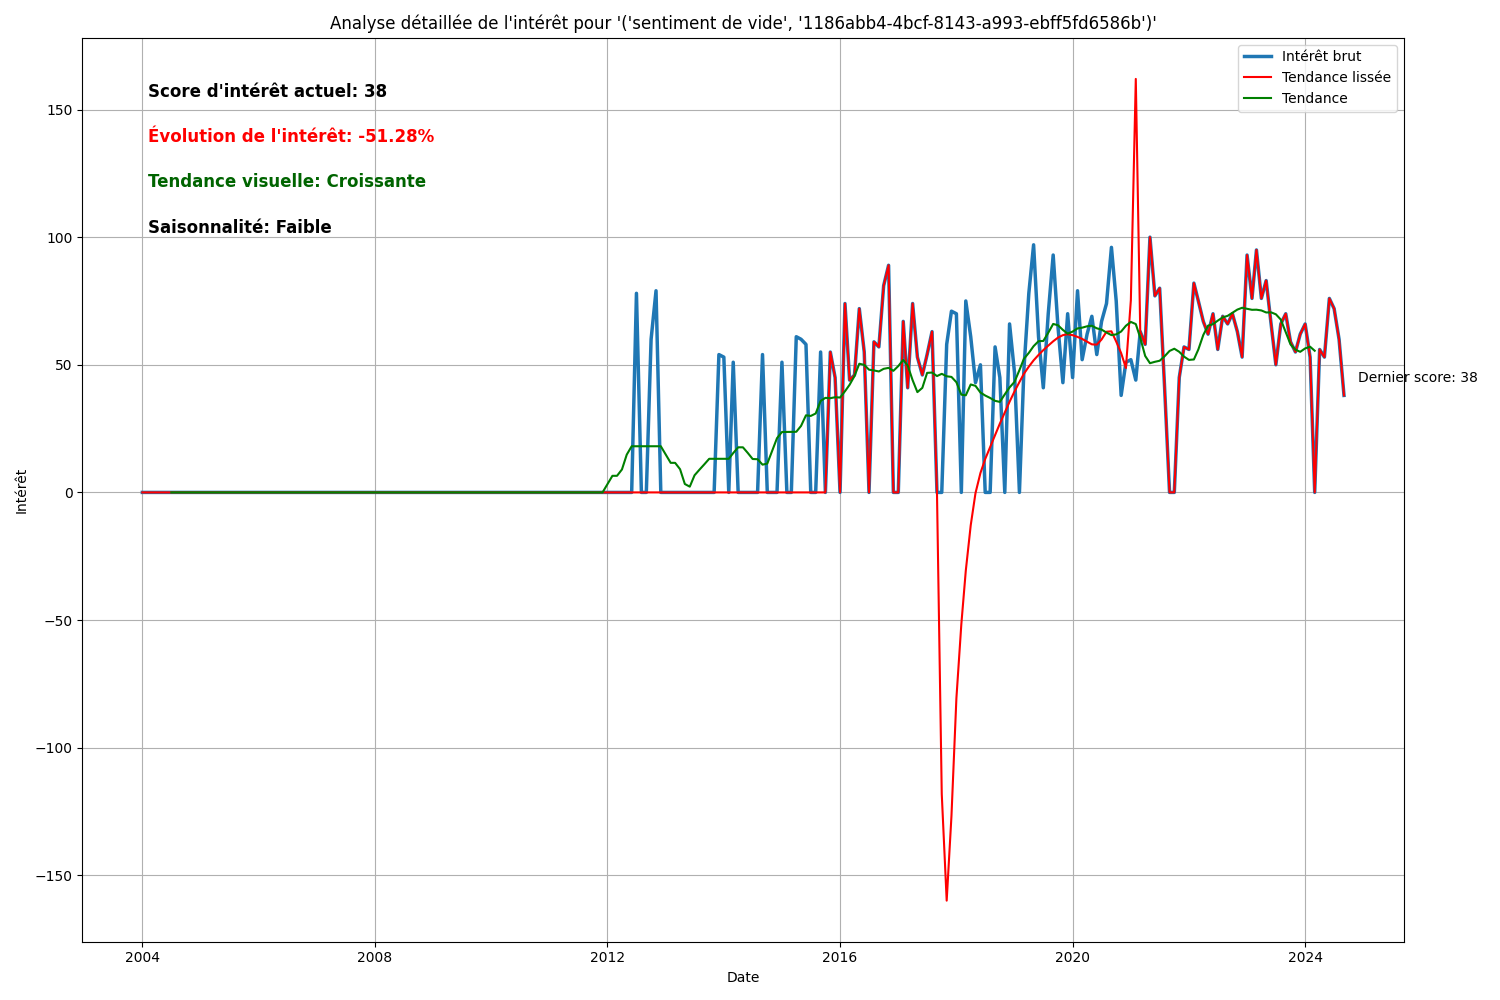 Analyse détaillée de l'intérêt pour '('sentiment de vide', '1186abb4-4bcf-8143-a993-ebff5fd6586b')'
Intérêt brut
Tendance lissée
Tendance
Score d'intérêt actuel: 38
Évolution de l'intérêt: -51.28%
Tendance visuelle: Croissante
Saisonnalité: Faible
150
100
50
0
−50
−100
−150
Intérêt
Dernier score: 38
2004
2008
2012
2016
2020
2024
Date